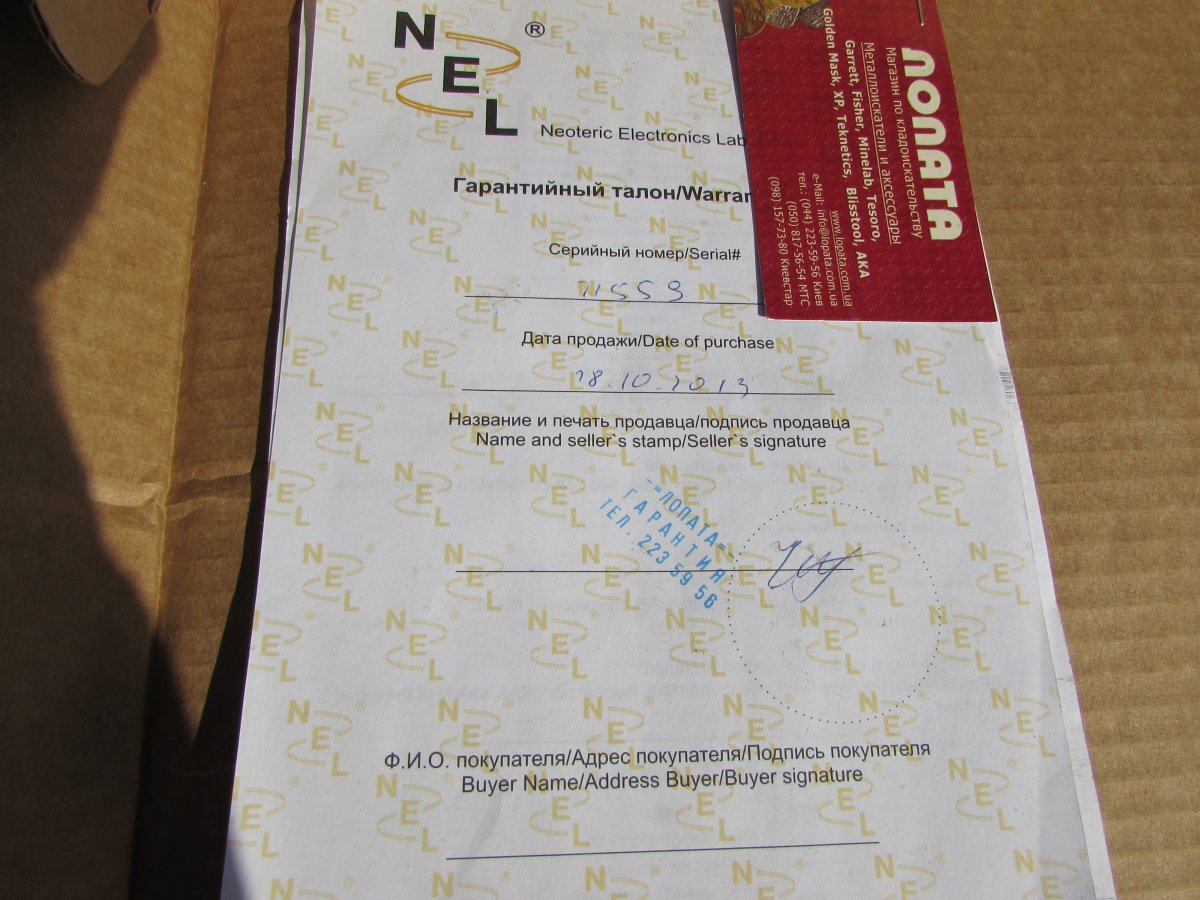 NEL®
Neoteric Electronics Lab
Гарантийный талон/Warran
Серийный номер/Serial#
11559
Дата продажи/Date of purchase
28.10.2013
Название и печать продавца/подпись продавца
Name and seller`s stamp/Seller`s signature
-=ЛОПАТА=-
ГАРАНТИЯ
ТЕЛ. 223 59 56
Ф.И.О. покупателя/Адрес покупателя/Подпись покупателя
Buyer Name/Address Buyer/Buyer signature
ЛОПАТА
Магазин по кладоискательству
Металлоискатели и аксессуары
Garrett, Fisher, Minelab, Tesoro,
Golden Mask, XP, Teknetics, Blisstool, AKA
www.lopata.com.ua
e-Mail: info@lopata.com.ua
тел.: (044) 223-59-56 Киев
(050) 817-56-54 МТС
(098) 157-73-80 Киевстар